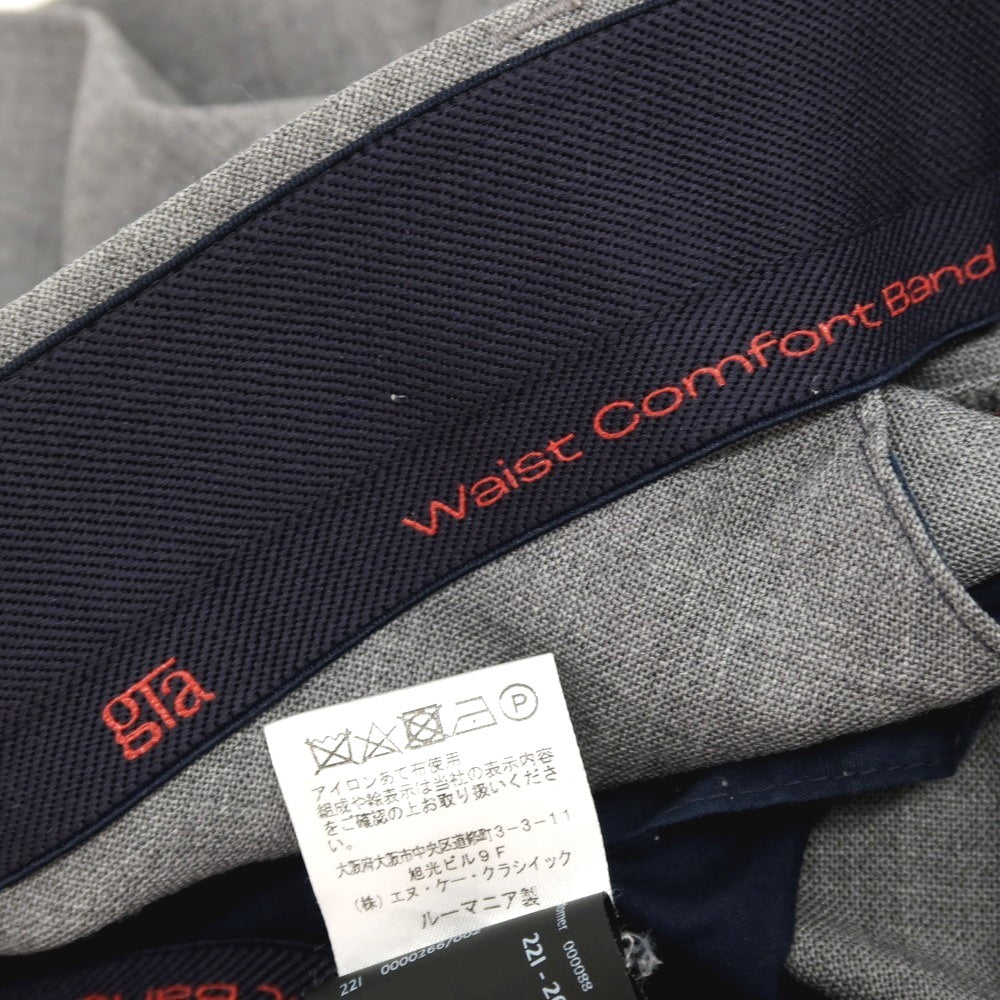 Waist Comfort Band
gTa
P
アイロンあて布使用
組成や絵表示は当社の表示内容
をご確認の上お取り扱いくださ
い。
大阪府大阪市中央区道修町3-3-11
旭光ビル9F
(株)エヌ・ケー・クラシイック
ルーマニア製
221
000088